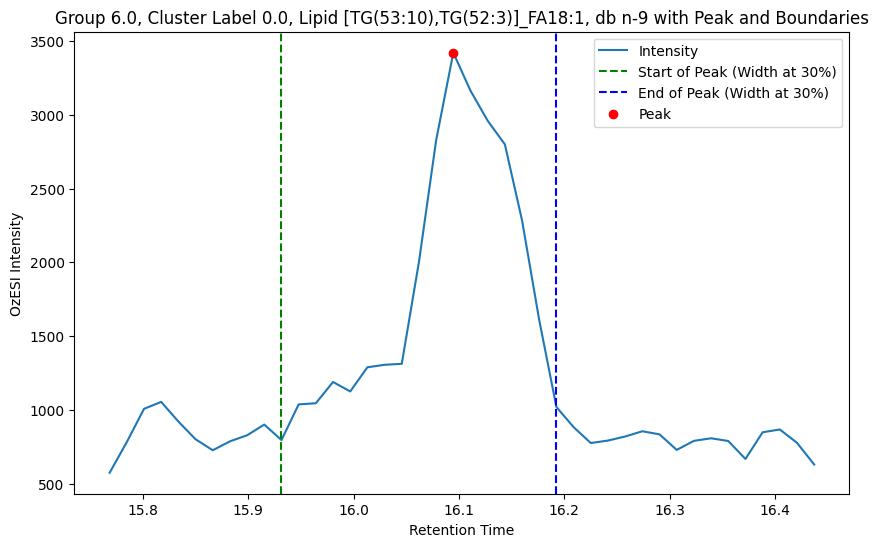 Group 6.0, Cluster Label 0.0, Lipid [TG(53:10),TG(52:3)]_FA18:1, db n-9 with Peak and Boundaries
3500
3000
2500
2000
1500
1000
500
OzESI Intensity
Intensity
Start of Peak (Width at 30%)
End of Peak (Width at 30%)
Peak
15.8 15.9 16.0 16.1 16.2 16.3 16.4
Retention Time